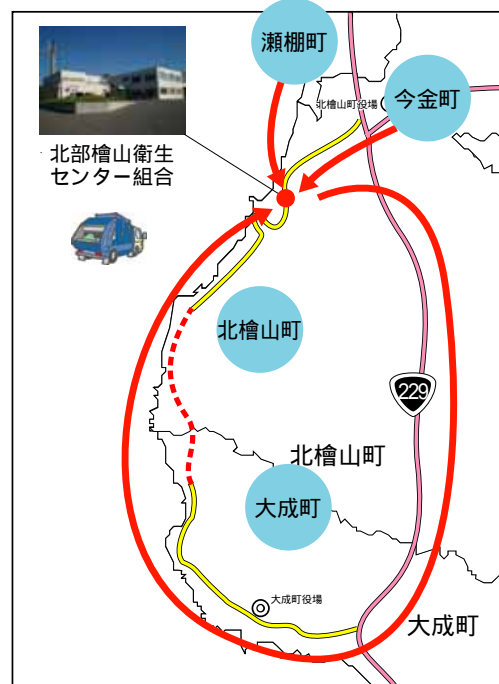 瀬棚町
北檜山町役場
今金町
北部檜山衛生
センター組合
北檜山町
229
北檜山町
大成町
大成町役場
大成町